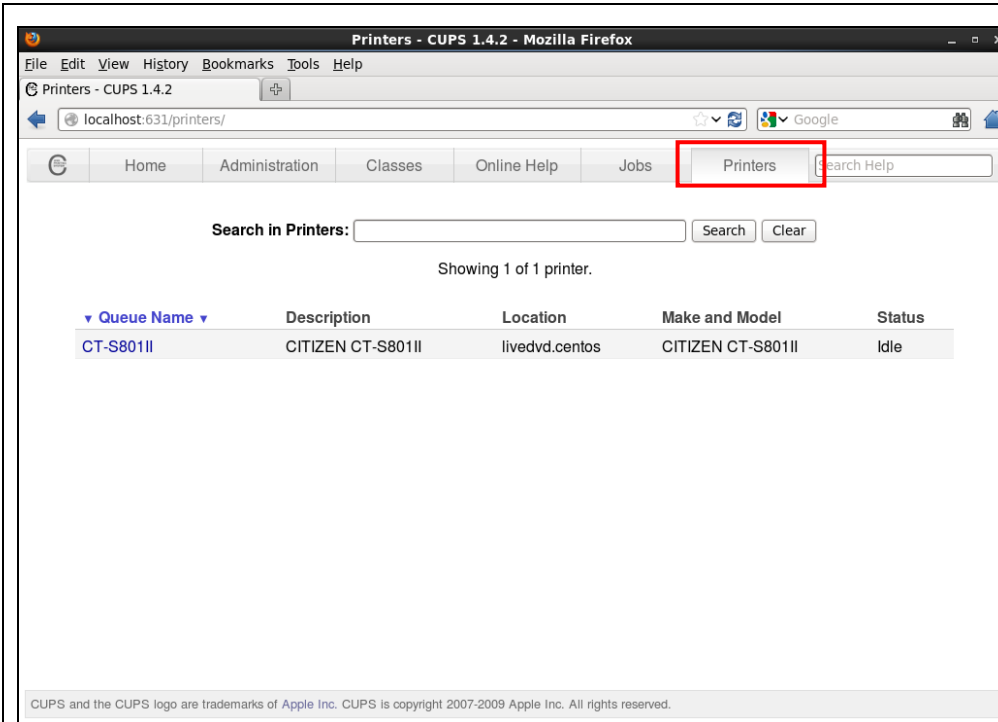 Printers - CUPS 1.4.2 - Mozilla Firefox
File Edit View History Bookmarks Tools Help
Printers - CUPS 1.4.2
localhost:631/printers/ Google
Home Administration Classes Online Help Jobs Printers Search Help
Search in Printers: Search Clear
Showing 1 of 1 printer.
▼ Queue Name ▼ Description Location Make and Model Status
CT-S801II CITIZEN CT-S801II livedvd.centos CITIZEN CT-S801II Idle
CUPS and the CUPS logo are trademarks of Apple Inc. CUPS is copyright 2007-2009 Apple Inc. All rights reserved.